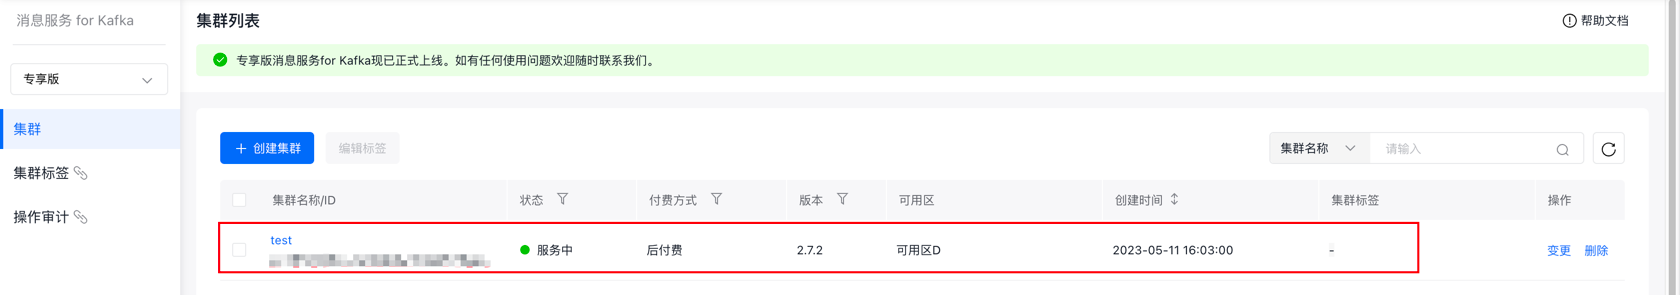 消息服务 for Kafka
专享版
集群
集群标签
操作审计
集群列表
帮助文档
专享版消息服务for Kafka现已正式上线。如有任何使用问题欢迎随时联系我们。
+ 创建集群 编辑标签 集群名称 请输入
集群名称/ID 状态 付费方式 版本 可用区 创建时间 集群标签 操作
test 服务中 后付费 2.7.2 可用区D 2023-05-11 16:03:00 - 变更 删除